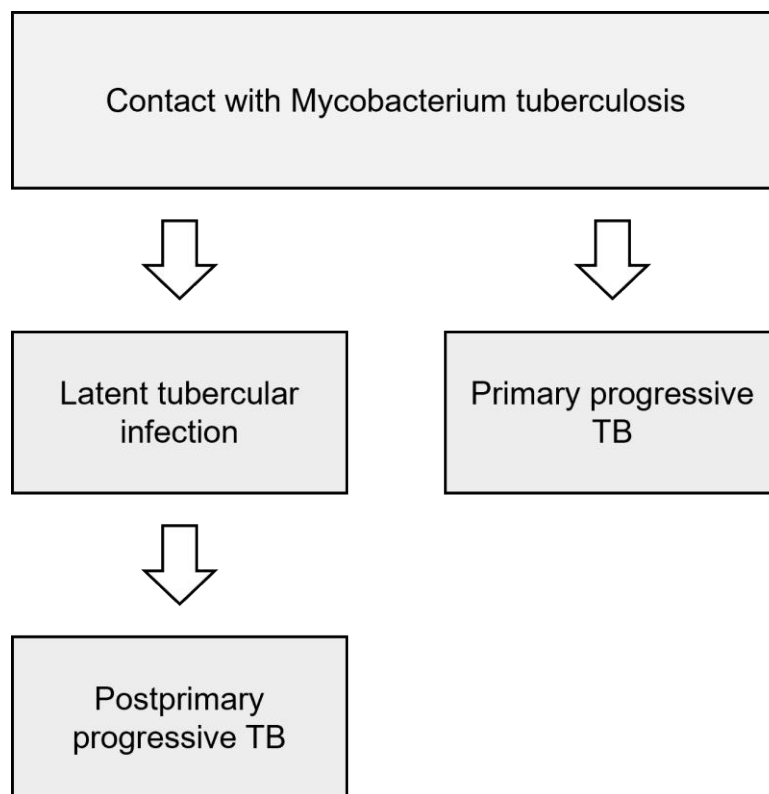 Contact with Mycobacterium tuberculosis
Latent tubercular
infection
Primary progressive
TB
Postprimary
progressive TB